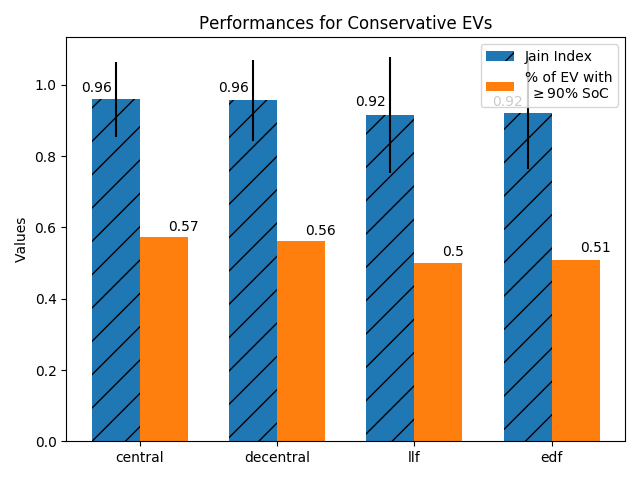 Performances for Conservative EVs
Jain Index
% of EV with
≥90% SoC
Values
1.0
0.8
0.6
0.4
0.2
0.0
0.96
0.57
0.96
0.56
0.92
0.5
0.92
0.51
central
decentral
llf
edf